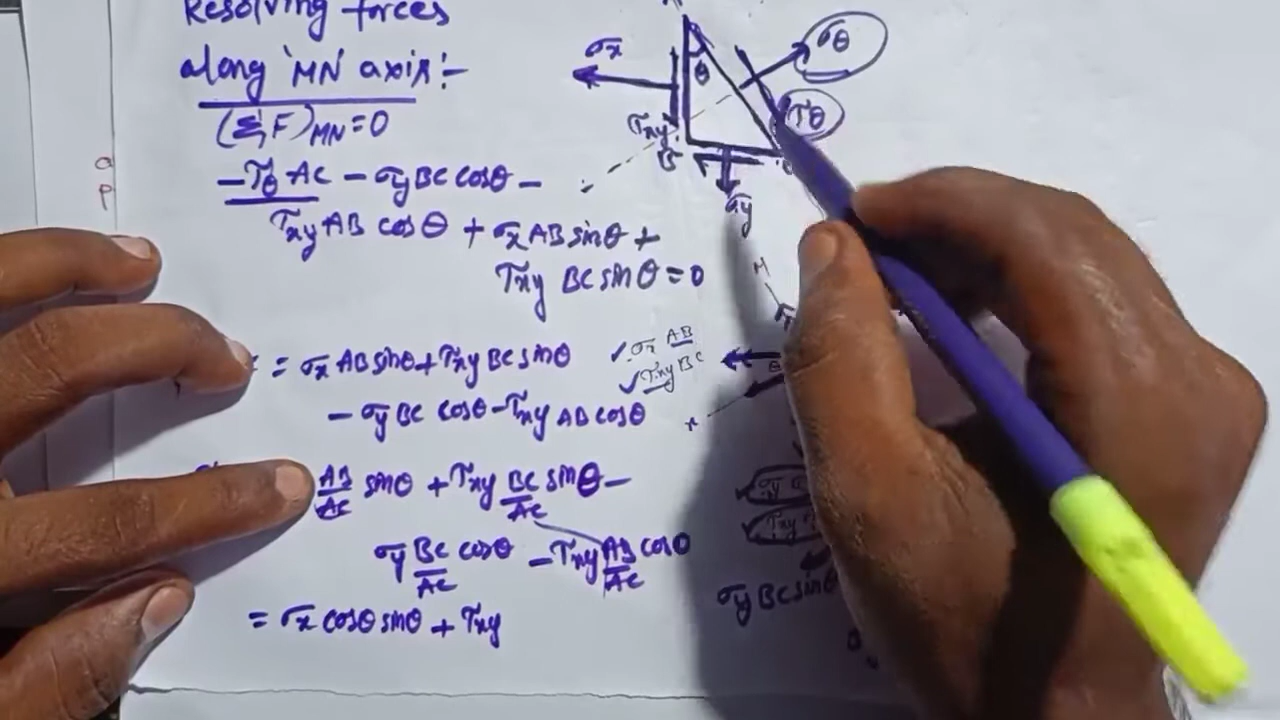 Resolving forces
along 'MN' axis:-
(ΣF)MN=0
-τθ AC - σy BC cosθ -
τxy AB cosθ + σx AB sinθ +
τxy BC sinθ = 0
= σx AB sinθ + τxy BC sinθ
- σy BC cosθ - τxy AB cosθ
AB/AC sinθ + τxy BC/AC sinθ -
σy BC/AC cosθ - τxy AB/AC cosθ
= σx cosθ sinθ + τxy
σx
θ
σθ
τθ
τxy
B
σy
M
σx AB
τxy BC
θ
x
σy BC sinθ
o
p